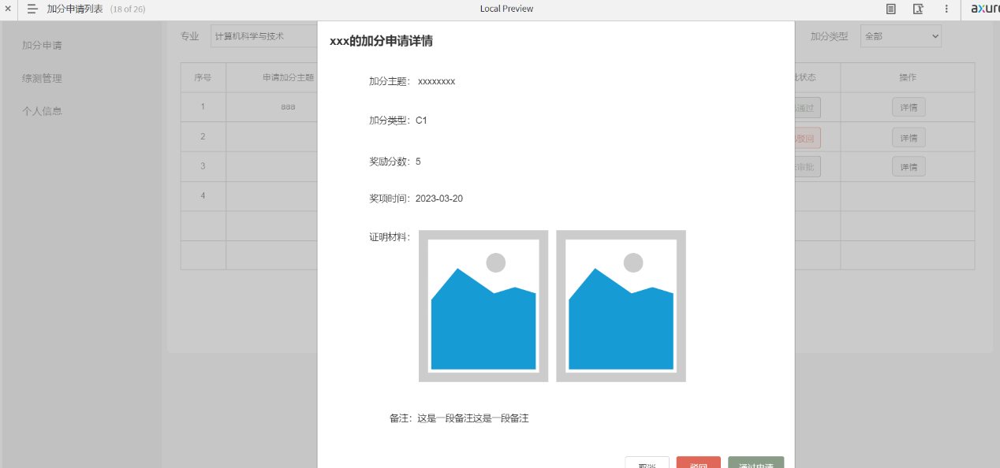 加分申请列表 (18 of 26)
Local Preview
axure
加分申请
综测管理
个人信息
专业 计算机科学与技术
加分类型 全部
序号 申请加分主题 状态 操作
1 aaa 通过 详情
2 驳回 详情
3 审批 详情
4
xxx的加分申请详情
加分主题: xxxxxxxx
加分类型: C1
奖励分数: 5
奖项时间: 2023-03-20
证明材料:
备注: 这是一段备注这是一段备注
取消 驳回 通过申请